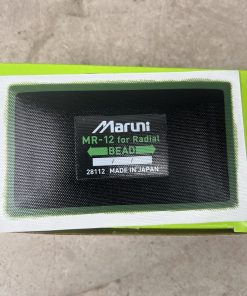 Maruni
MR-12 for Radial
BEAD
/ /
28112 MADE IN JAPAN